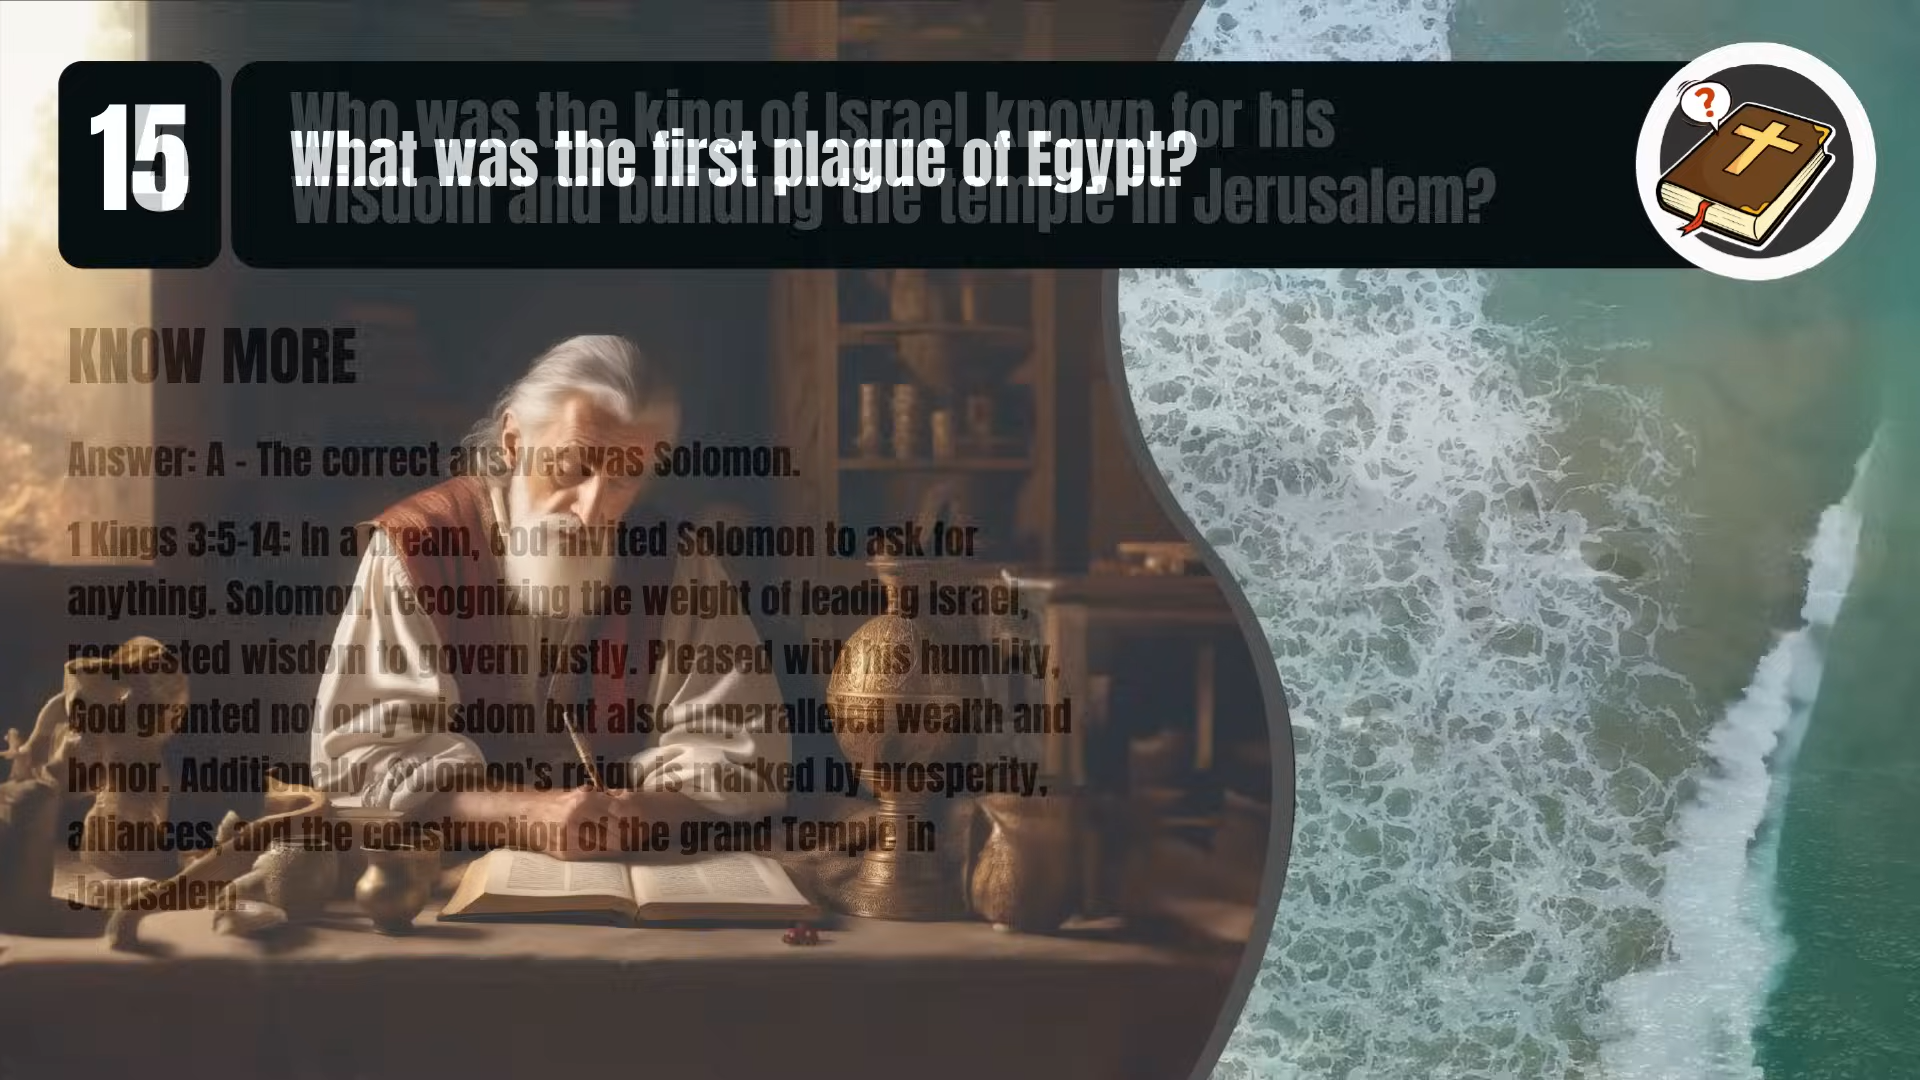 15
Who was the king of Israel known for his
What was the first plague of Egypt?
wisdom and building the temple in Jerusalem?
?
KNOW MORE
Answer: A - The correct answer was Solomon.
1 Kings 3:5-14: In a dream, God invited Solomon to ask for
anything. Solomon, recognizing the weight of leading Israel,
requested wisdom to govern justly. Pleased with his humility,
God granted not only wisdom but also unparalleled wealth and
honor. Additionally, Solomon's reign is marked by prosperity,
alliances, and the construction of the grand Temple in
Jerusalem.